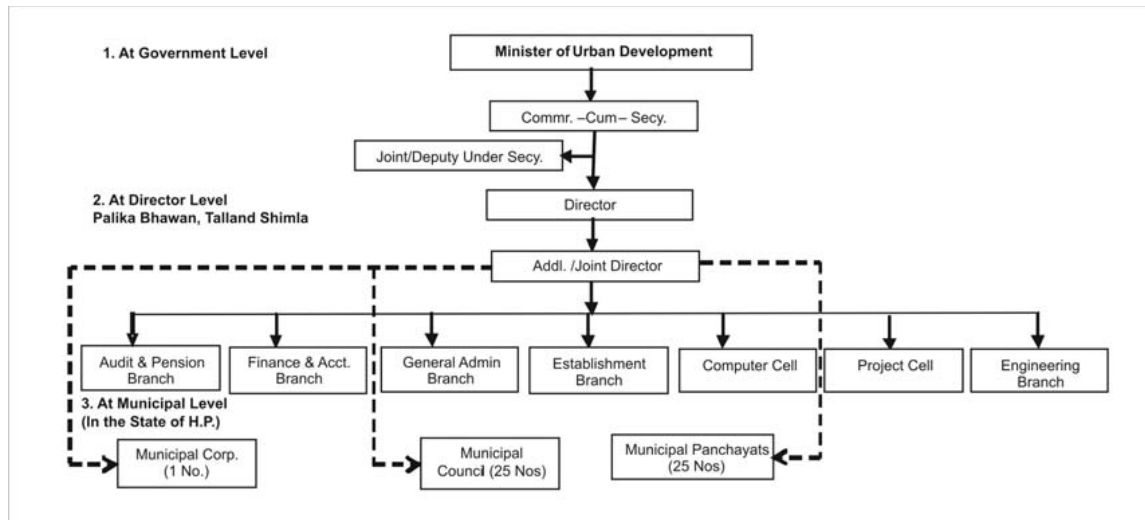 1. At Government Level
Minister of Urban Development
Commr. –Cum– Secy.
Joint/Deputy Under Secy.
2. At Director Level
Palika Bhawan, Talland Shimla
Director
Addl. /Joint Director
Audit & Pension
Branch
Finance & Acct.
Branch
General Admin
Branch
Establishment
Branch
Computer Cell
Project Cell
Engineering
Branch
3. At Municipal Level
(In the State of H.P.)
Municipal Corp.
(1 No.)
Municipal
Council (25 Nos)
Municipal Panchayats
(25 Nos)